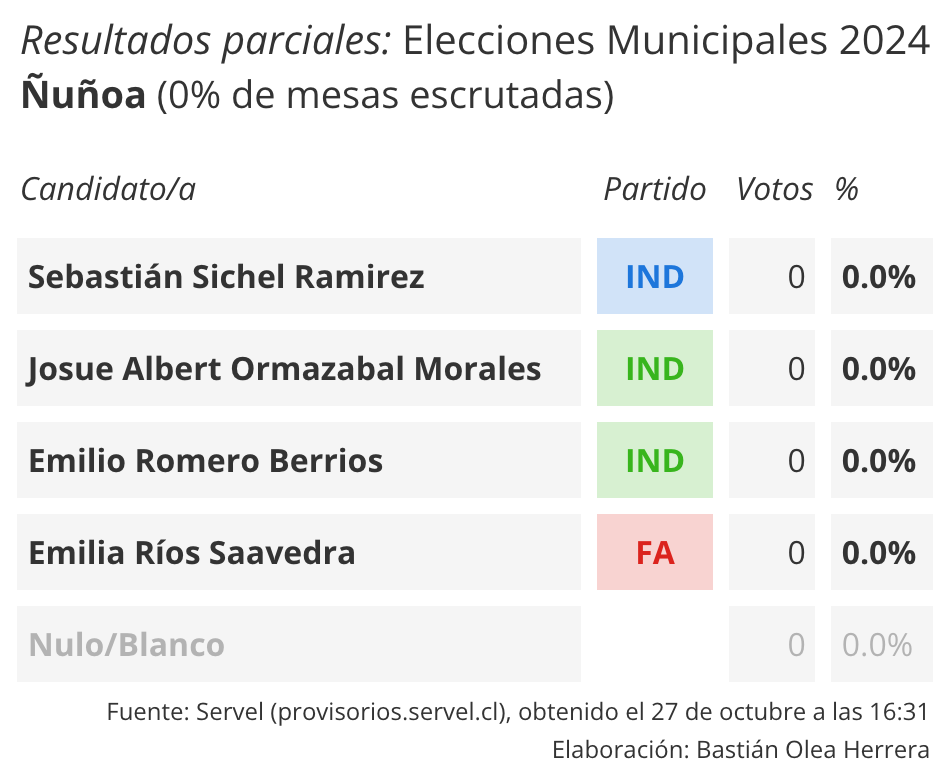 Resultados parciales: Elecciones Municipales 2024
Ñuñoa (0% de mesas escrutadas)
Candidato/a Partido Votos %
Sebastián Sichel Ramirez IND 0 0.0%
Josue Albert Ormazabal Morales IND 0 0.0%
Emilio Romero Berrios IND 0 0.0%
Emilia Ríos Saavedra FA 0 0.0%
Nulo/Blanco 0 0.0%
Fuente: Servel (provisorios.servel.cl), obtenido el 27 de octubre a las 16:31
Elaboración: Bastián Olea Herrera